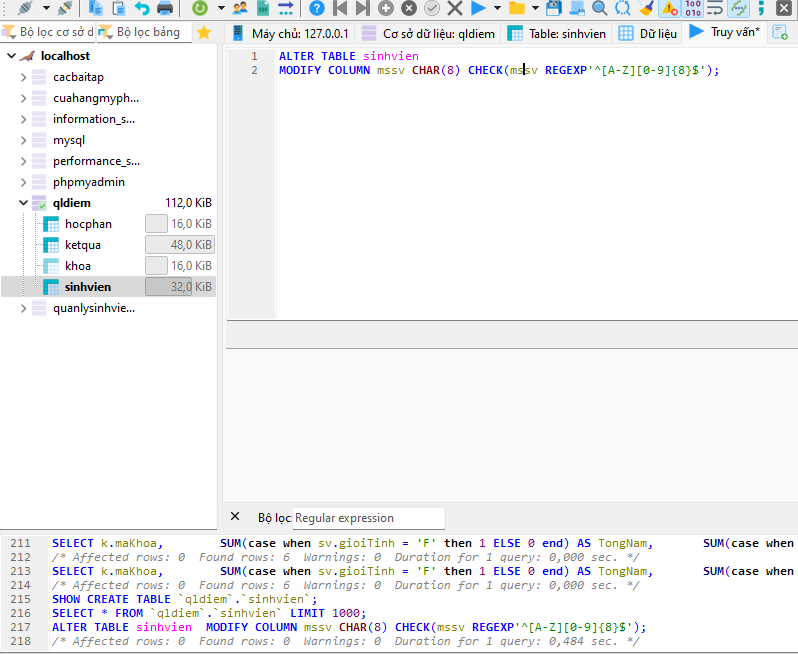 Bộ lọc cơ sở d
Bộ lọc bảng
Máy chủ: 127.0.0.1
Cơ sở dữ liệu: qldiem
Table: sinhvien
Dữ liệu
Truy vấn*
localhost
cacbaitap
cuahangmyph...
information_s...
mysql
performance_s...
phpmyadmin
qldiem 112,0 KiB
hocphan 16,0 KiB
ketqua 48,0 KiB
khoa 16,0 KiB
sinhvien 32,0 KiB
quanlysinhvie...
1 ALTER TABLE sinhvien
2 MODIFY COLUMN mssv CHAR(8) CHECK(mssv REGEXP'^[A-Z][0-9]{8}$');
Bộ lọc: Regular expression
211 SELECT k.maKhoa, SUM(case when sv.gioiTinh = 'F' then 1 ELSE 0 end) AS TongNam, SUM(case when
212 /* Affected rows: 0 Found rows: 6 Warnings: 0 Duration for 1 query: 0,000 sec. */
213 SELECT k.maKhoa, SUM(case when sv.gioiTinh = 'F' then 1 ELSE 0 end) AS TongNam, SUM(case when
214 /* Affected rows: 0 Found rows: 6 Warnings: 0 Duration for 1 query: 0,000 sec. */
215 SHOW CREATE TABLE `qldiem`.`sinhvien`;
216 SELECT * FROM `qldiem`.`sinhvien` LIMIT 1000;
217 ALTER TABLE sinhvien MODIFY COLUMN mssv CHAR(8) CHECK(mssv REGEXP'^[A-Z][0-9]{8}$');
218 /* Affected rows: 0 Found rows: 0 Warnings: 0 Duration for 1 query: 0,484 sec. */